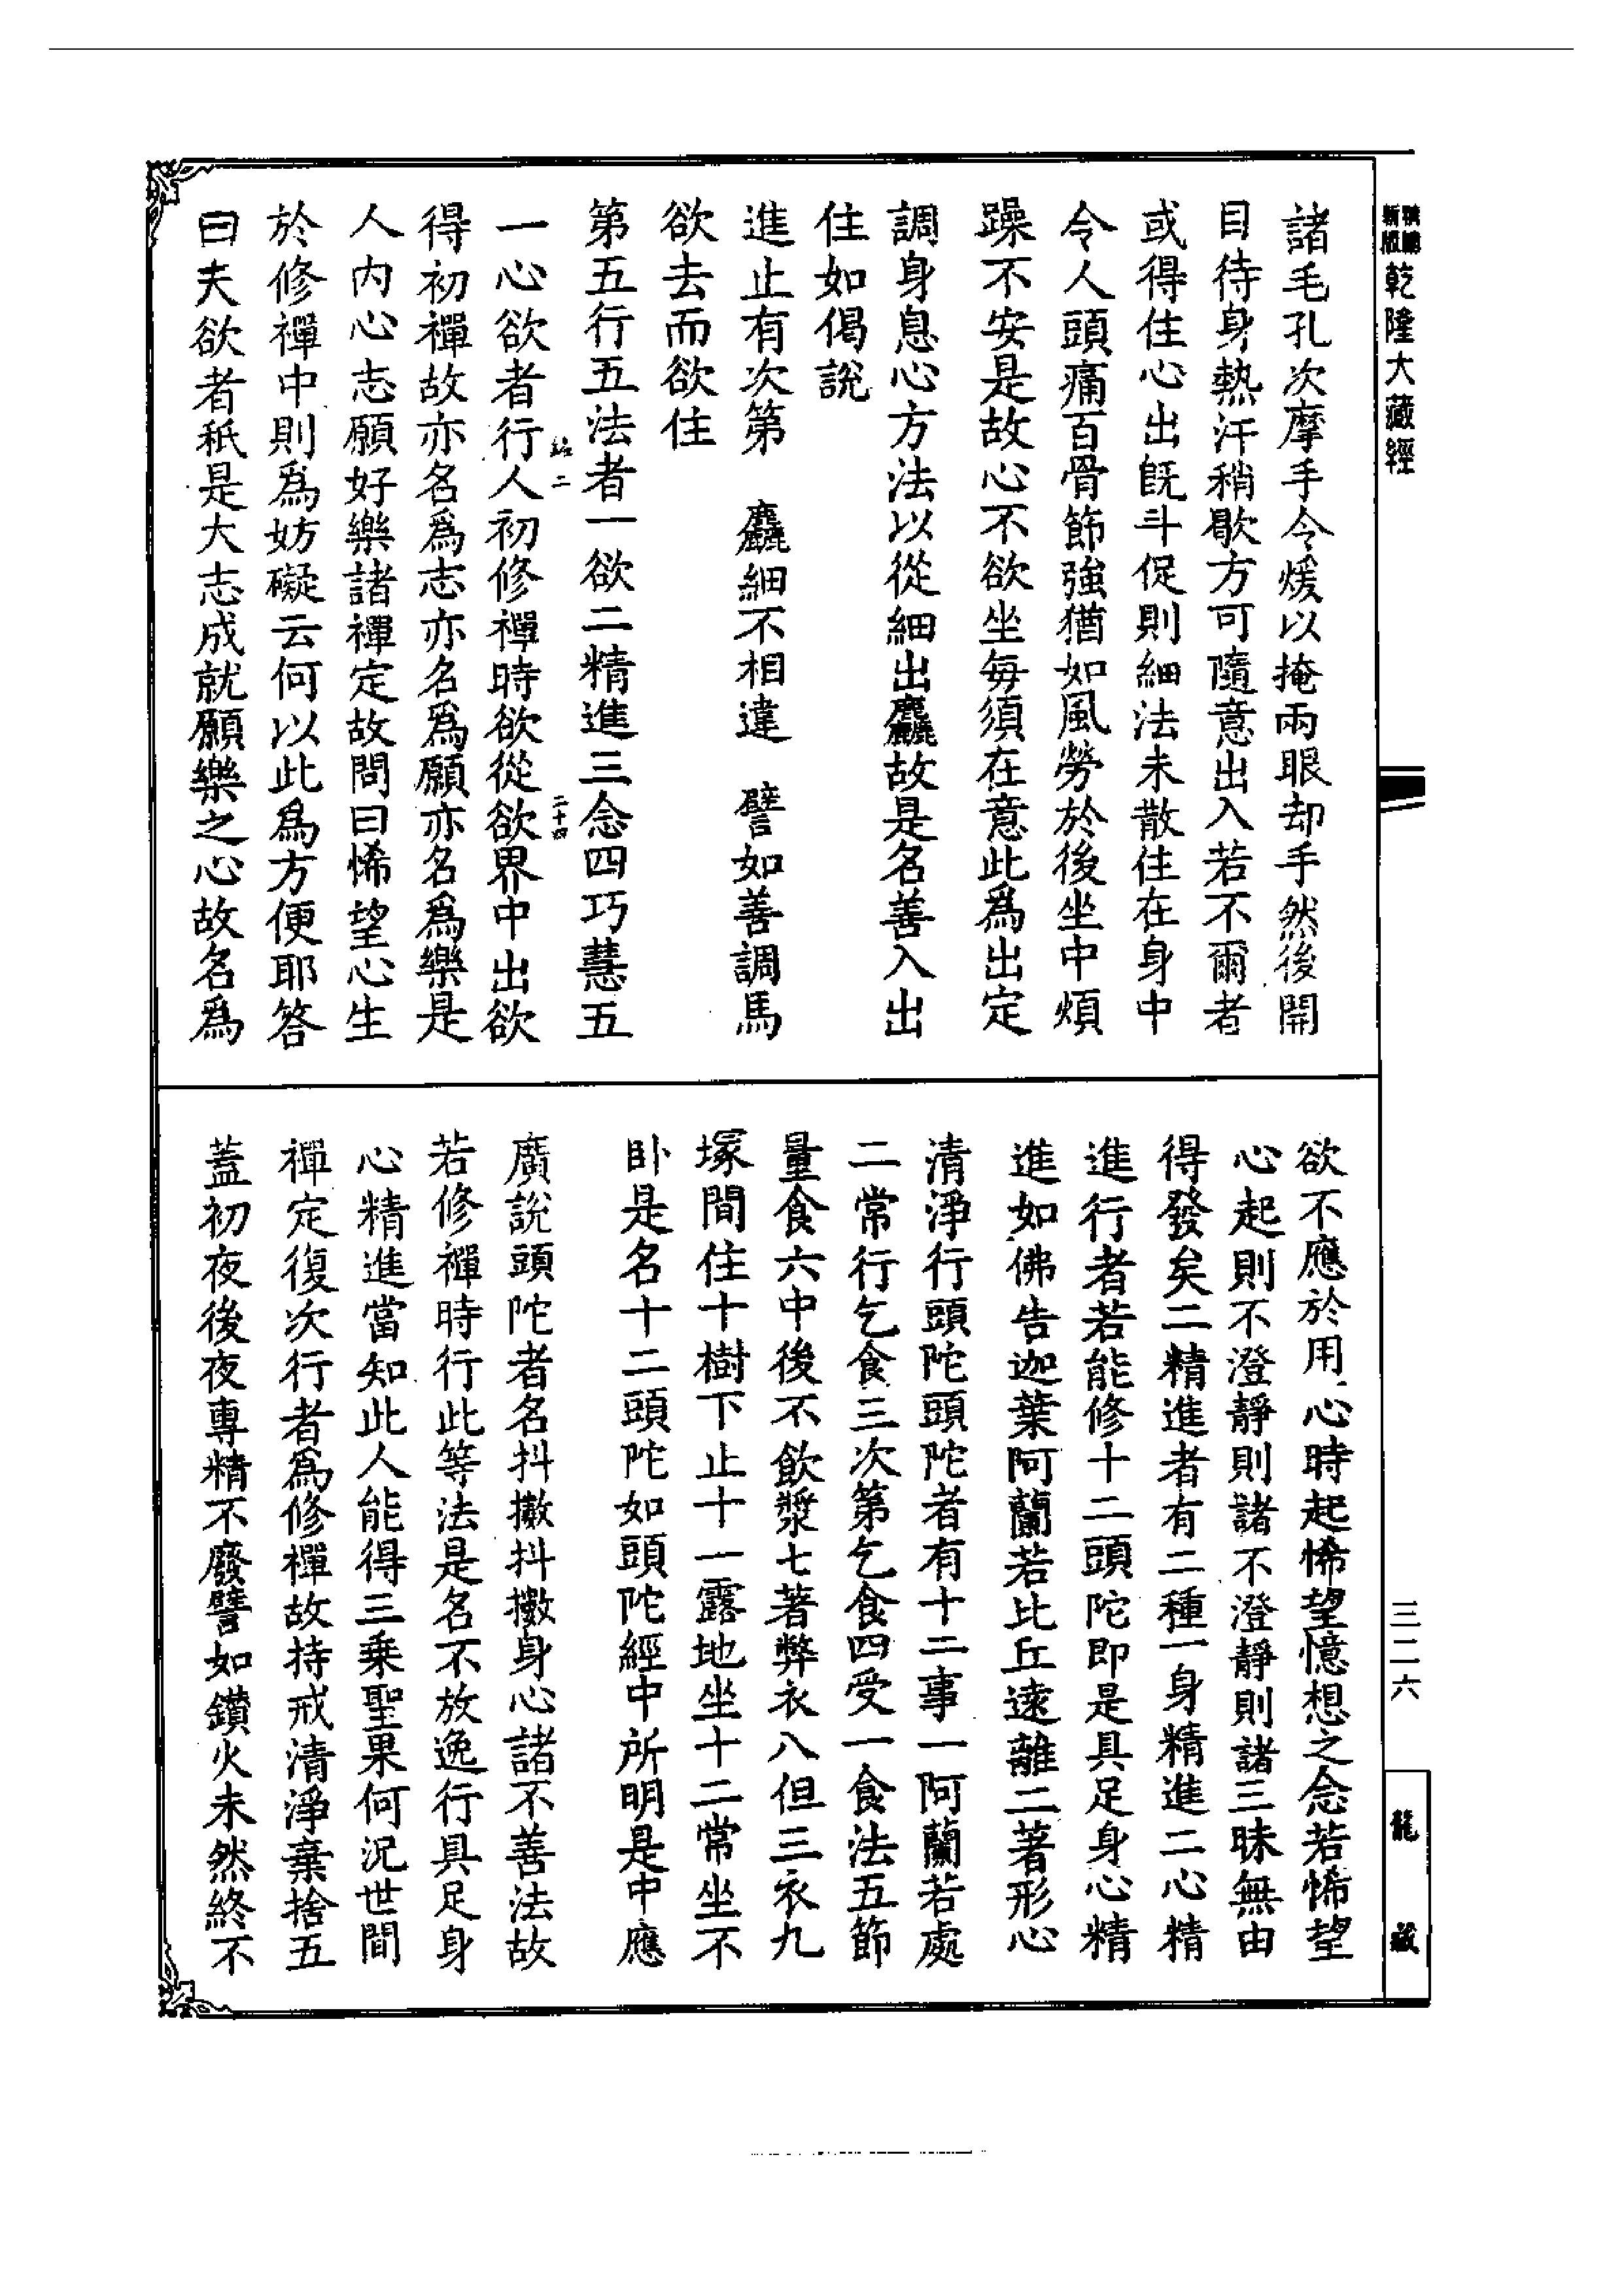 乾隆大藏經
諸毛孔次摩手令煖以掩兩眼却手然後開
目待身熱汗稍歇方可隨意出入若不爾者
或得住心出既斗促則細法未散住在身中
令人頭痛百骨節強猶如風勞於後坐中煩
躁不安是故心不欲坐每須在意此為出定
調身息心方法以從細出麤故是名善入出
住如偈說
進止有次第　麤細不相違　譬如善調馬
欲去而欲住
第五行五法者一欲二精進三念四巧慧五
一心欲者行人初修禪時欲從欲界中出欲
二十四
得初禪故亦名爲志亦名爲願亦名爲樂是
人內心志願好樂諸禪定故問曰悕望心生
於修禪中則爲妨礙云何以此爲方便耶答
曰夫欲者秖是大志成就願樂之心故名爲
欲不應於用心時起悕望憶想之念若悕望
心起則不澄靜則諸不澄靜則諸三昧無由
得發矣二精進者有二種一身精進二心精
進行者若能修十二頭陀即是具足身心精
進如佛告迦葉阿蘭若比丘遠離二著形心
清淨行頭陀頭陀者有十二事一阿蘭若處
二常行乞食三次第乞食四受一食法五節
量食六中後不飲漿七著弊衣八但三衣九
塚間住十樹下止十一露地坐十二常坐不
卧是名十二頭陀如頭陀經中所明是中應
廣說頭陀者名抖擻抖擻身心諸不善法故
若修禪時行此等法是名不放逸行具足身
心精進當知此人能得三乘聖果何況世間
禪定復次行者爲修禪故持戒清淨棄捨五
蓋初夜後夜專精不廢譬如鑽火未然終不
三二六
龍藏